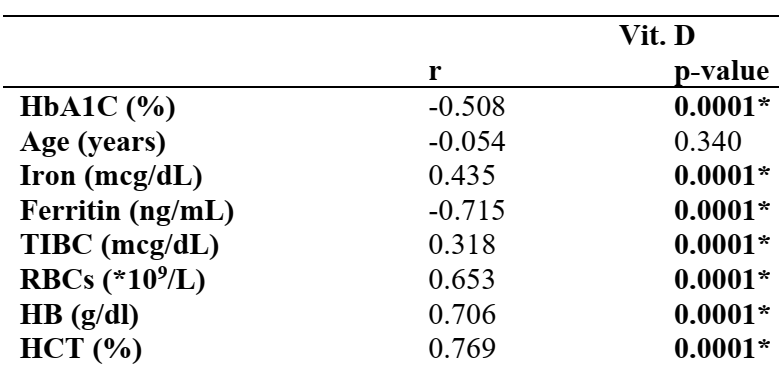 Vit. D
r p-value
HbA1C (%) -0.508 0.0001*
Age (years) -0.054 0.340
Iron (mcg/dL) 0.435 0.0001*
Ferritin (ng/mL) -0.715 0.0001*
TIBC (mcg/dL) 0.318 0.0001*
RBCs (*10⁹/L) 0.653 0.0001*
HB (g/dl) 0.706 0.0001*
HCT (%) 0.769 0.0001*